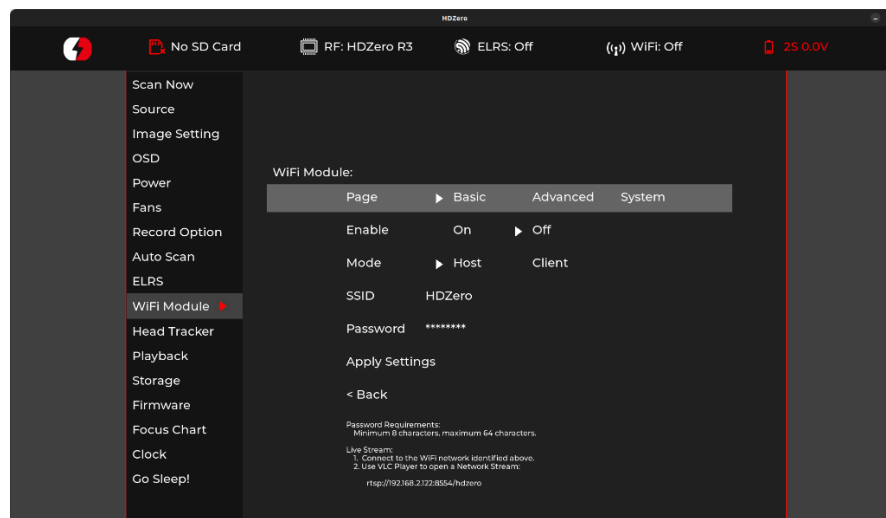 HDZero
No SD Card RF: HDZero R3 ELRS: Off WiFi: Off 2S 0.0V
Scan Now
Source
Image Setting
OSD
Power
Fans
Record Option
Auto Scan
ELRS
WiFi Module
Head Tracker
Playback
Storage
Firmware
Focus Chart
Clock
Go Sleep!
WiFi Module:
Page Basic Advanced System
Enable On Off
Mode Host Client
SSID HDZero
Password ********
Apply Settings
< Back
Password Requirements:
Minimum 8 characters, maximum 64 characters.
Live Stream:
1. Connect to the WiFi network identified above.
2. Use VLC Player to open a Network Stream:
rtsp://192.168.2.122:8554/hdzero